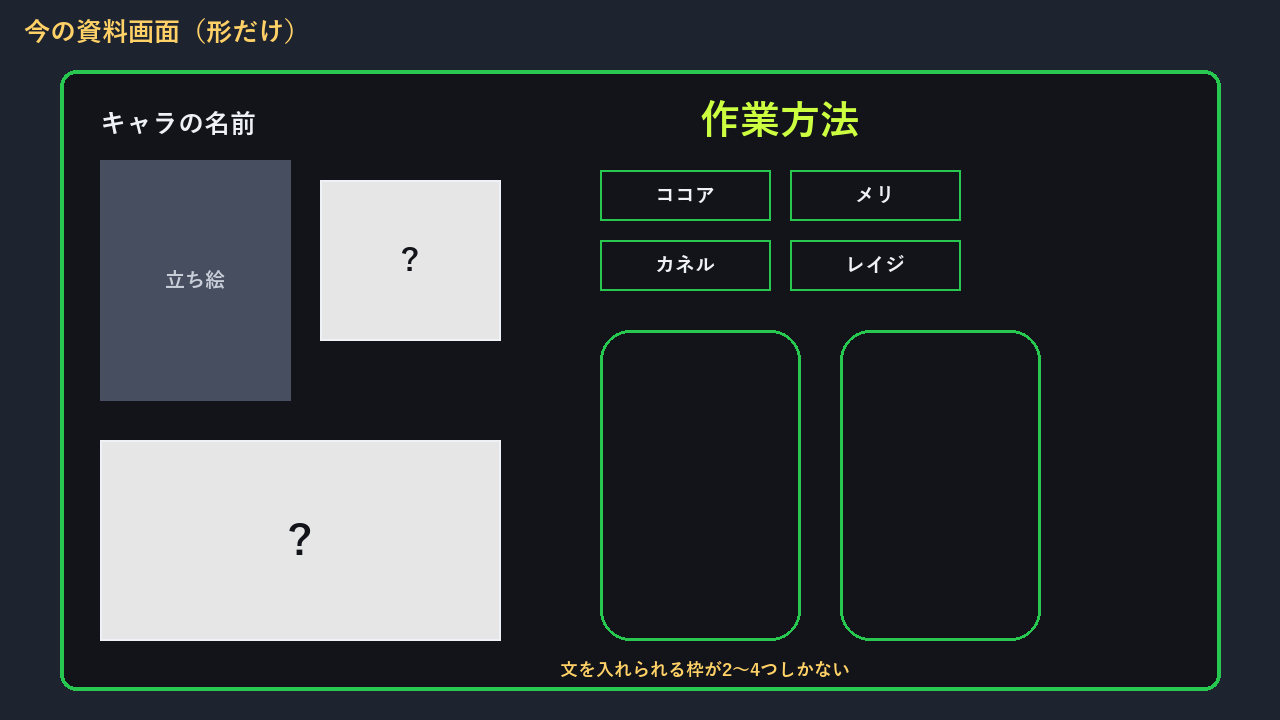 今の資料画面（形だけ）
キャラの名前
作業方法
ココア
メリ
カネル
レイジ
立ち絵
?
?
文を入れられる枠が2〜4つしかない